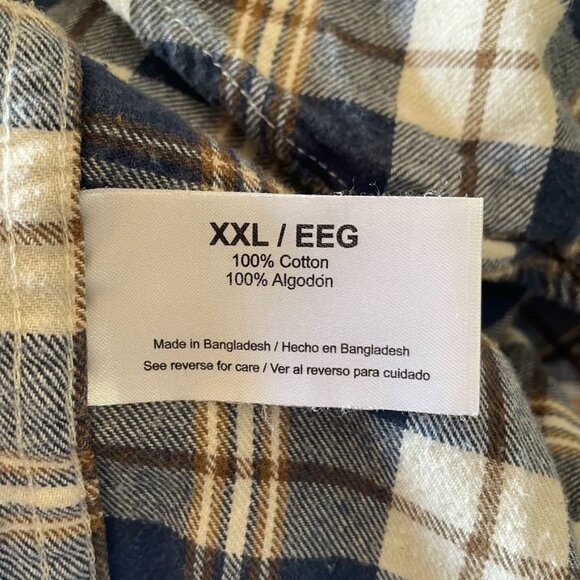 XXL / EEG
100% Cotton
100% Algodón
Made in Bangladesh / Hecho en Bangladesh
See reverse for care / Ver al reverso para cuidado